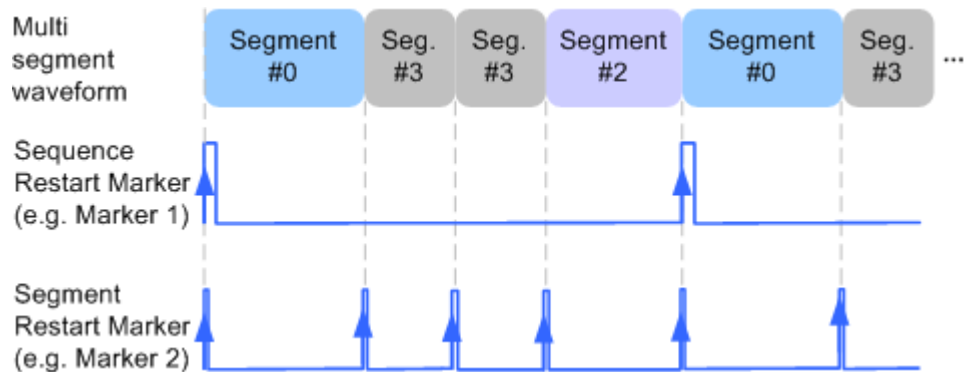 Multi
segment
waveform
Segment
#0
Seg.
#3
Seg.
#3
Segment
#2
Segment
#0
Seg.
#3
...
Sequence
Restart Marker
(e.g. Marker 1)
Segment
Restart Marker
(e.g. Marker 2)